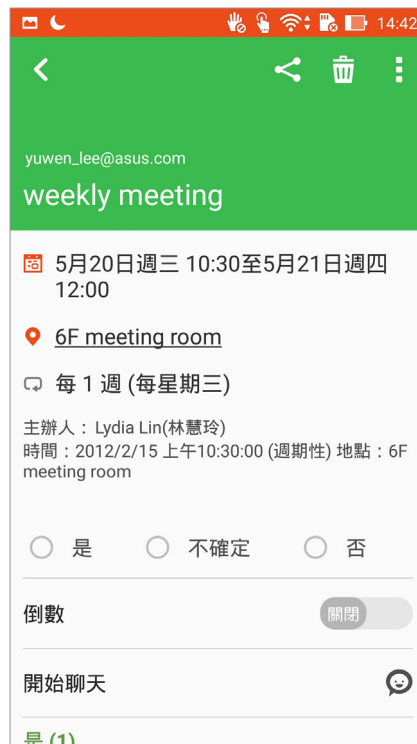 14:42
yuwen_lee@asus.com
weekly meeting
5月20日週三 10:30至5月21日週四
12:00
6F meeting room
每 1 週 (每星期三)
主辦人：Lydia Lin(林慧玲)
時間：2012/2/15 上午10:30:00 (週期性) 地點：6F
meeting room
是 不確定 否
倒數 關閉
開始聊天
是 (1)